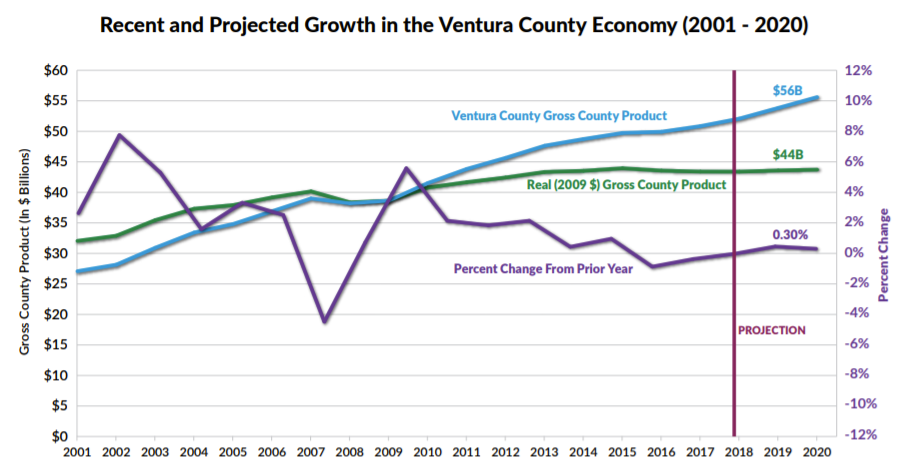 Recent and Projected Growth in the Ventura County Economy (2001 - 2020)
$60
$55
$50
$45
$40
$35
$30
$25
$20
$15
$10
$5
$0
Gross County Product (In $ Billions)
12%
10%
8%
6%
4%
2%
0%
-2%
-4%
-6%
-8%
-10%
-12%
Percent Change
$56B
Ventura County Gross County Product
$44B
Real (2009 $) Gross County Product
0.30%
Percent Change From Prior Year
PROJECTION
2001 2002 2003 2004 2005 2006 2007 2008 2009 2010 2011 2012 2013 2014 2015 2016 2017 2018 2019 2020